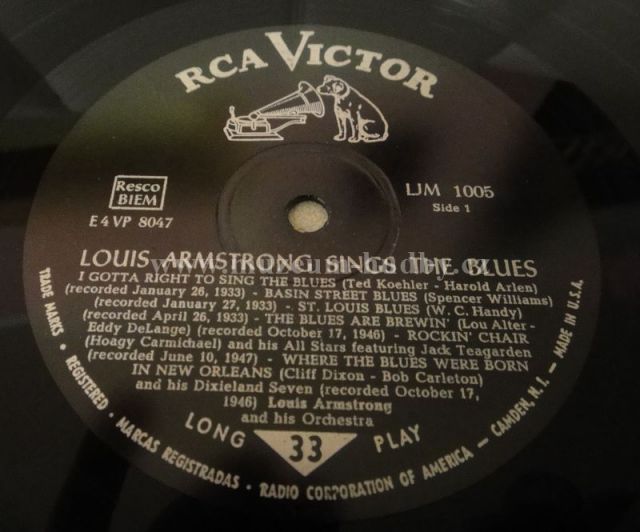 RCA VICTOR
Resco
BIEM
E4VP 8047
LJM 1005
Side 1
LOUIS ARMSTRONG SINGS THE BLUES
I GOTTA RIGHT TO SING THE BLUES (Ted Koehler - Harold Arlen)
(recorded January 26, 1933) - BASIN STREET BLUES (Spencer Williams)
(recorded January 27, 1933) - ST. LOUIS BLUES (W. C. Handy)
(recorded April 26, 1933) - THE BLUES ARE BREWIN' (Lou Alter -
Eddy DeLange) (recorded October 17, 1946) - ROCKIN' CHAIR
(Hoagy Carmichael) and his All Stars featuring Jack Teagarden
(recorded June 10, 1947) - WHERE THE BLUES WERE BORN
IN NEW ORLEANS (Cliff Dixon - Bob Carleton)
and his Dixieland Seven (recorded October 17,
1946) Louis Armstrong
and his Orchestra
LONG 33 PLAY
TRADE MARKS · REGISTERED · MARCAS REGISTRADAS · RADIO CORPORATION OF AMERICA — CAMDEN, N. J. — MADE IN U.S.A.